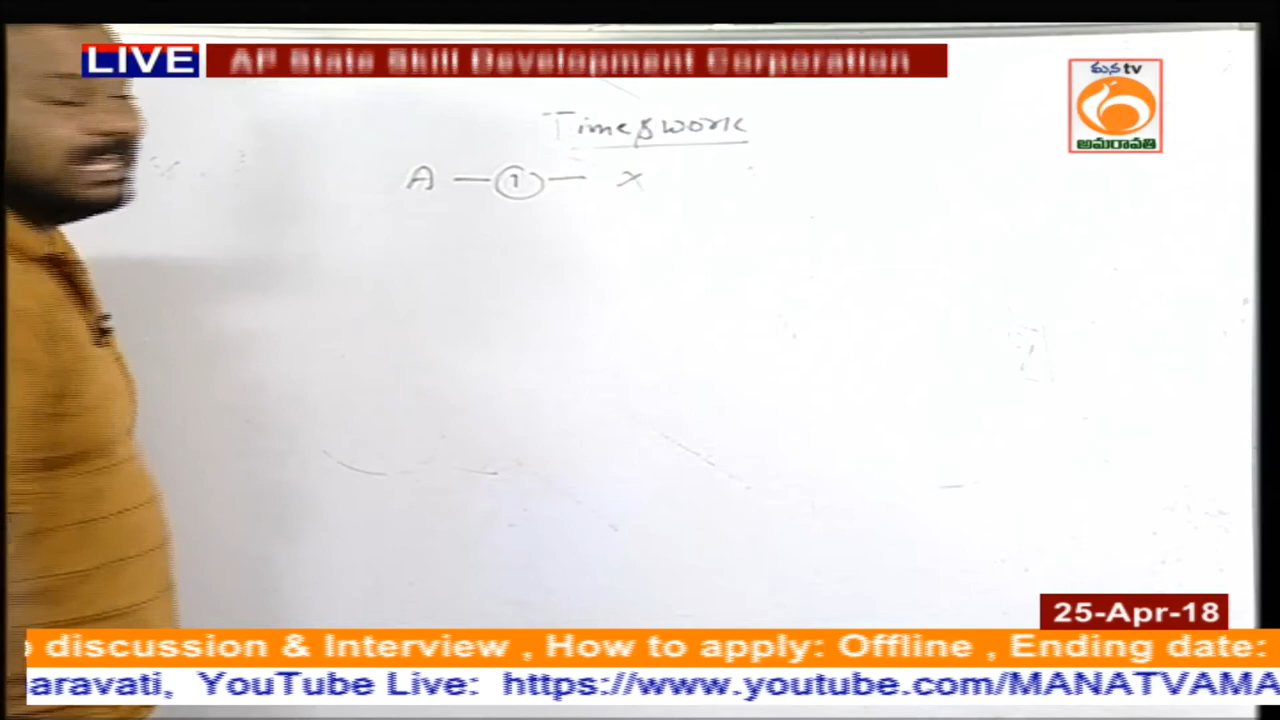 LIVE AP State Skill Development Corporation
మన tv
అమరావతి
Time & work
A — 1 — x
25-Apr-18
discussion & Interview , How to apply: Offline , Ending date:
aravati, YouTube Live: https://www.youtube.com/MANATVAMA